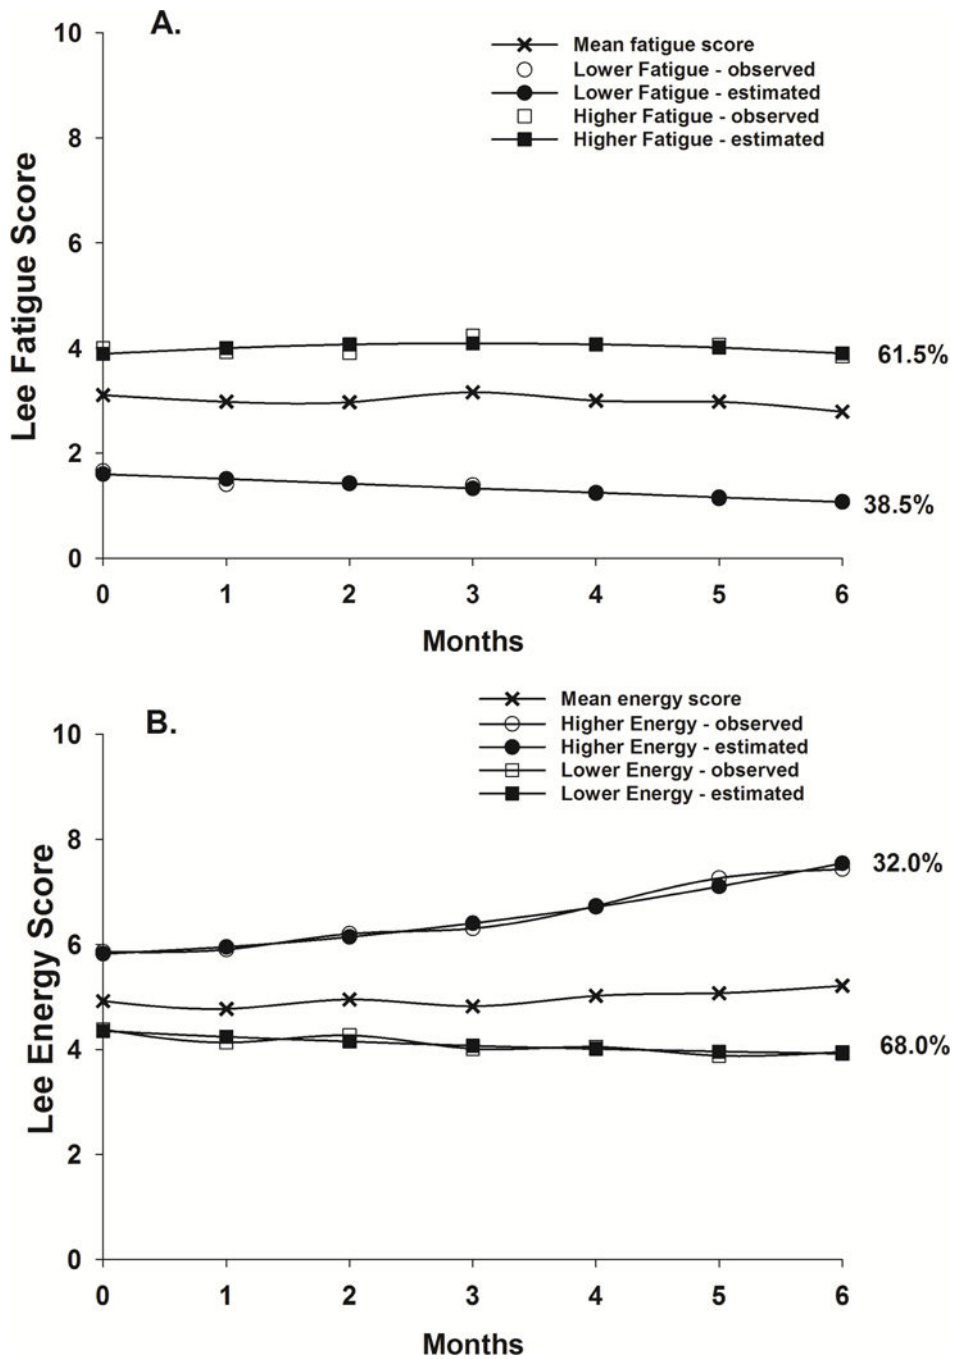 A.
Mean fatigue score
Lower Fatigue - observed
Lower Fatigue - estimated
Higher Fatigue - observed
Higher Fatigue - estimated
Lee Fatigue Score
10
8
6
4
2
0
61.5%
38.5%
0 1 2 3 4 5 6
Months
B.
Mean energy score
Higher Energy - observed
Higher Energy - estimated
Lower Energy - observed
Lower Energy - estimated
Lee Energy Score
10
8
6
4
2
0
32.0%
68.0%
0 1 2 3 4 5 6
Months